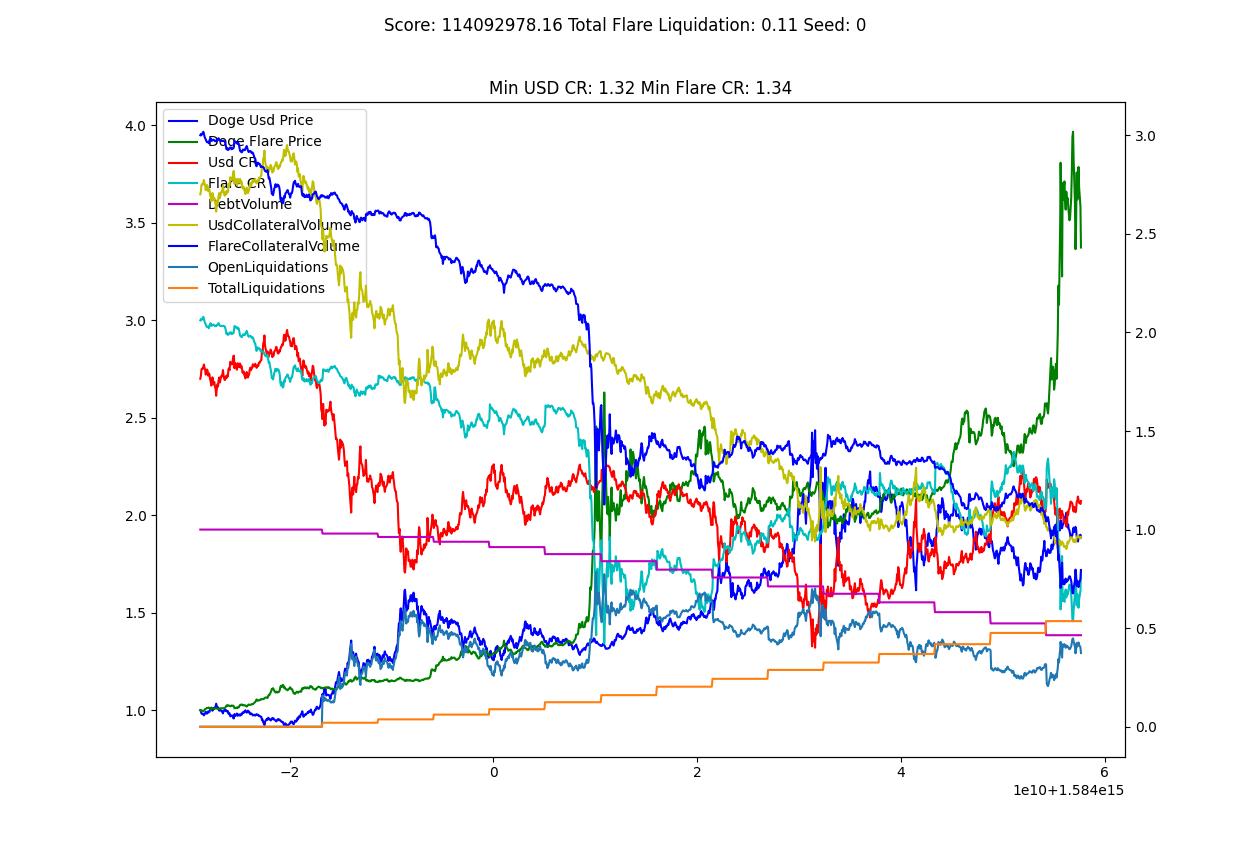 Score: 114092978.16 Total Flare Liquidation: 0.11 Seed: 0
Min USD CR: 1.32 Min Flare CR: 1.34
Doge Usd Price
Doge Flare Price
Usd CR
Flare CR
DebtVolume
UsdCollateralVolume
FlareCollateralVolume
OpenLiquidations
TotalLiquidations
4.0
3.5
3.0
2.5
2.0
1.5
1.0
3.0
2.5
2.0
1.5
1.0
0.5
0.0
−2
0
2
4
6
1e10+1.584e15